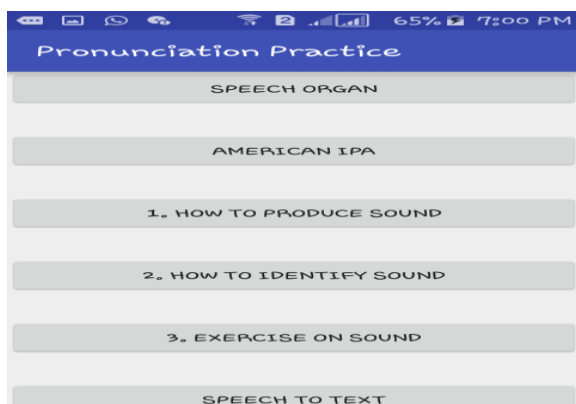 2 65% 7:00 PM
Pronunciation Practice
SPEECH ORGAN
AMERICAN IPA
1. HOW TO PRODUCE SOUND
2. HOW TO IDENTIFY SOUND
3. EXERCISE ON SOUND
SPEECH TO TEXT